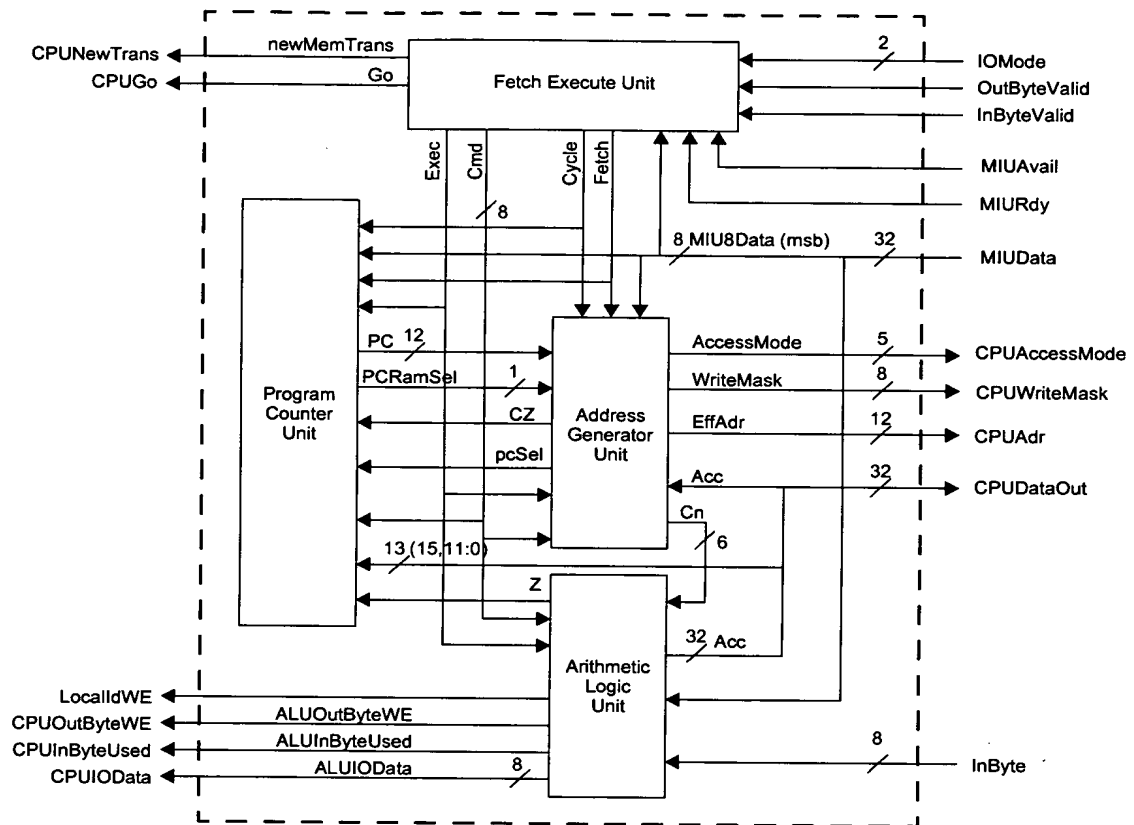 newMemTrans
CPUNewTrans
Go
CPUGo
Fetch Execute Unit
2
IOMode
OutByteValid
InByteValid
Exec
Cmd
Cycle
Fetch
MIUAvail
MIURdy
8
8 MIU8Data (msb)
32
MIUData
PC
12
PCRamSel
1
CZ
pcSel
Program
Counter
Unit
Address
Generator
Unit
AccessMode
5
CPUAccessMode
WriteMask
8
CPUWriteMask
EffAdr
12
CPUAdr
Acc
32
CPUDataOut
Cn
6
13 (15,11:0)
Z
32
Acc
Arithmetic
Logic
Unit
LocalIdWE
ALUOutByteWE
CPUOutByteWE
ALUInByteUsed
CPUInByteUsed
ALUIOData
8
CPUIOData
8
InByte